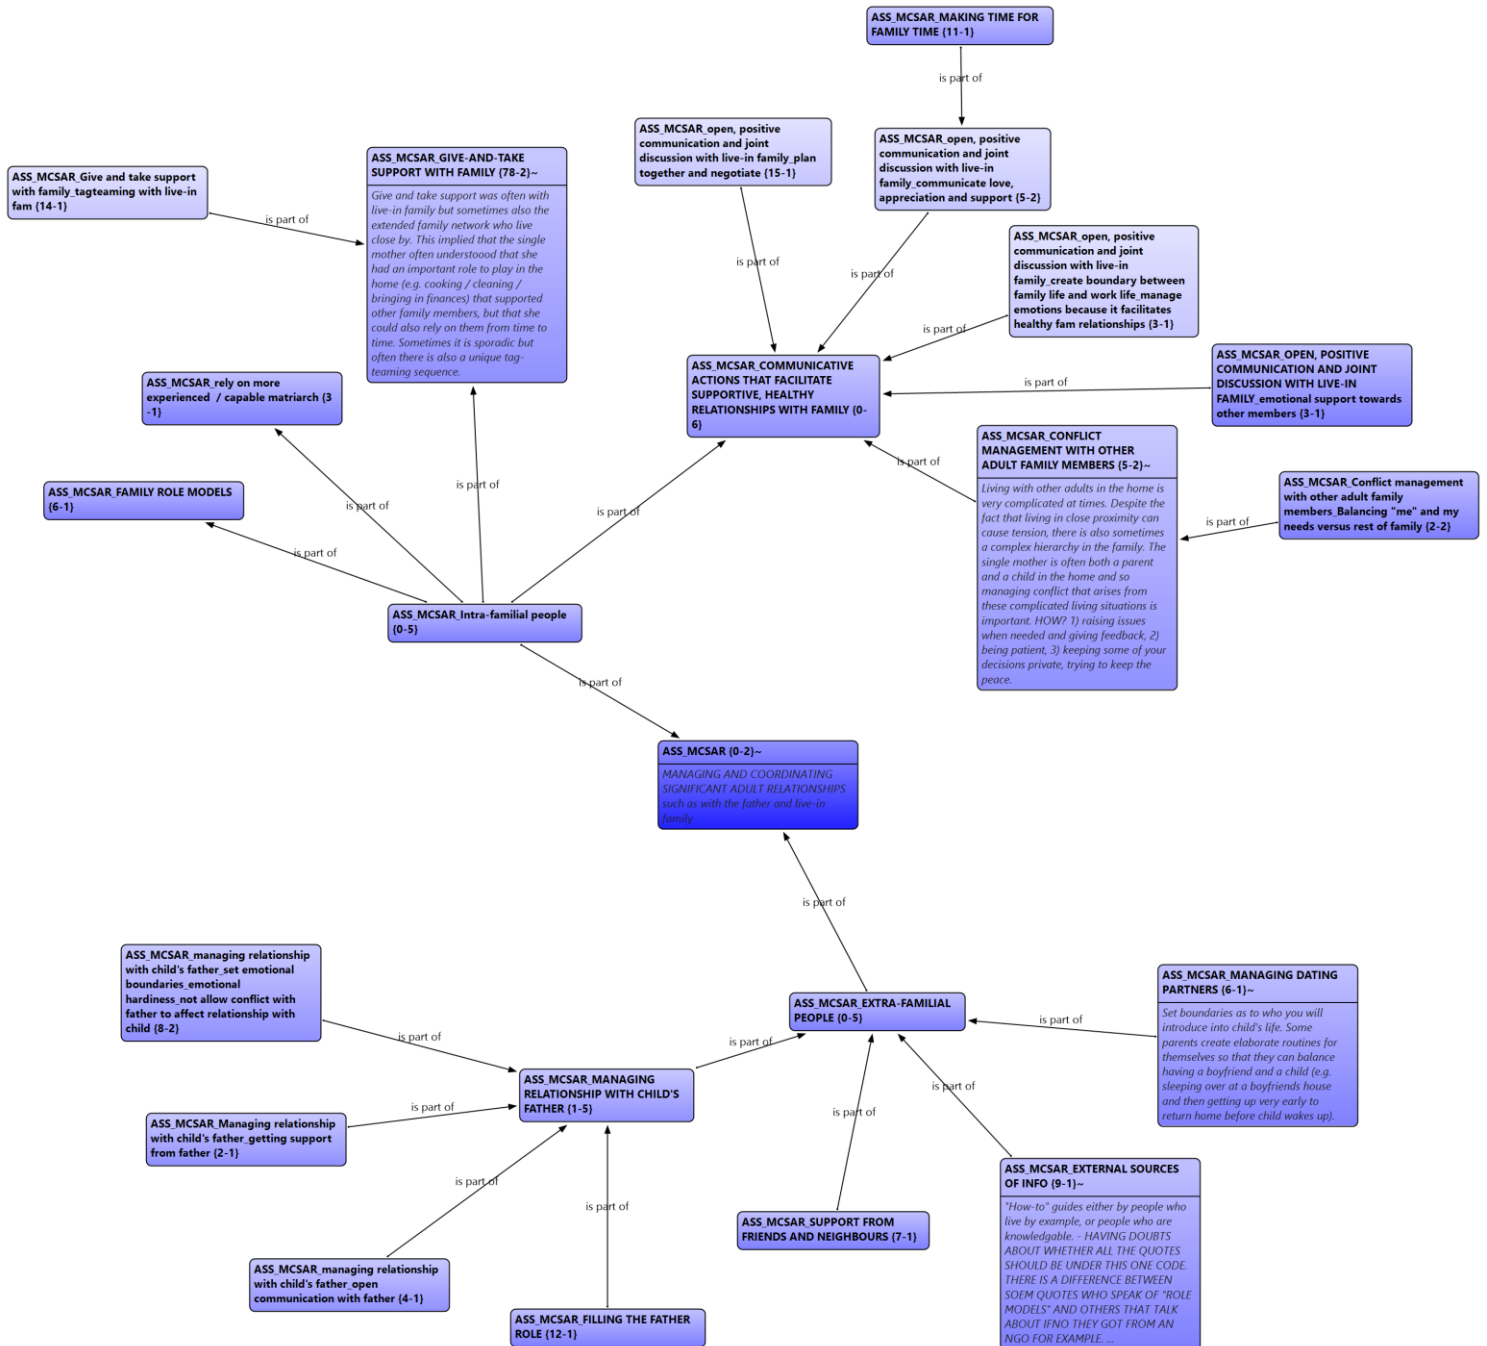 ASS_MCSAR_MAKING TIME FOR
FAMILY TIME {11-1}
is part of
ASS_MCSAR_open, positive
communication and joint
discussion with live-in family_plan
together and negotiate {15-1}
ASS_MCSAR_open, positive
communication and joint
discussion with live-in
family_communicate love,
appreciation and support {5-2}
ASS_MCSAR_GIVE-AND-TAKE
SUPPORT WITH FAMILY {78-2}~
Give and take support was often with
live-in family but sometimes also the
extended family network who live
close by. This implied that the single
mother often understoood that she
had an important role to play in the
home (e.g. cooking / cleaning /
bringing in finances) that supported
other family members, but that she
could also rely on them from time to
time. Sometimes it is sporadic but
often there is also a unique tag-
teaming sequence.
ASS_MCSAR_Give and take support
with family_tagteaming with live-in
fam {14-1}
is part of
is part of
is part of
ASS_MCSAR_open, positive
communication and joint
discussion with live-in
family_create boundary between
family life and work life_manage
emotions because it facilitates
healthy fam relationships {3-1}
is part of
ASS_MCSAR_COMMUNICATIVE
ACTIONS THAT FACILITATE
SUPPORTIVE, HEALTHY
RELATIONSHIPS WITH FAMILY {0-
6}
is part of
ASS_MCSAR_OPEN, POSITIVE
COMMUNICATION AND JOINT
DISCUSSION WITH LIVE-IN
FAMILY_emotional support towards
other members {3-1}
ASS_MCSAR_rely on more
experienced  / capable matriarch {3
-1}
is part of
ASS_MCSAR_CONFLICT
MANAGEMENT WITH OTHER
ADULT FAMILY MEMBERS {5-2}~
Living with other adults in the home is
very complicated at times. Despite the
fact that living in close proximity can
cause tension, there is also sometimes
a complex hierarchy in the family. The
single mother is often both a parent
and a child in the home and so
managing conflict that arises from
these complicated living situations is
important. HOW? 1) raising issues
when needed and giving feedback, 2)
being patient, 3) keeping some of your
decisions private, trying to keep the
peace.
ASS_MCSAR_Conflict management
with other adult family
members_Balancing "me" and my
needs versus rest of family {2-2}
is part of
ASS_MCSAR_FAMILY ROLE MODELS
{6-1}
is part of
is part of
is part of
is part of
ASS_MCSAR_Intra-familial people
{0-5}
is part of
ASS_MCSAR {0-2}~
MANAGING AND COORDINATING
SIGNIFICANT ADULT RELATIONSHIPS
such as with the father and live-in
family
is part of
ASS_MCSAR_managing relationship
with child's father_set emotional
boundaries_emotional
hardiness_not allow conflict with
father to affect relationship with
child {8-2}
is part of
ASS_MCSAR_EXTRA-FAMILIAL
PEOPLE {0-5}
is part of
ASS_MCSAR_MANAGING DATING
PARTNERS {6-1}~
Set boundaries as to who you will
introduce into child's life. Some
parents create elaborate routines for
themselves so that they can balance
having a boyfriend and a child (e.g.
sleeping over at a boyfriends house
and then getting up very early to
return home before child wakes up).
is part of
ASS_MCSAR_MANAGING
RELATIONSHIP WITH CHILD'S
FATHER {1-5}
ASS_MCSAR_Managing relationship
with child's father_getting support
from father {2-1}
is part of
is part of
is part of
is part of
is part of
ASS_MCSAR_managing relationship
with child's father_open
communication with father {4-1}
ASS_MCSAR_FILLING THE FATHER
ROLE {12-1}
ASS_MCSAR_SUPPORT FROM
FRIENDS AND NEIGHBOURS {7-1}
ASS_MCSAR_EXTERNAL SOURCES
OF INFO {9-1}~
"How-to" guides either by people who
live by example, or people who are
knowledgable. - HAVING DOUBTS
ABOUT WHETHER ALL THE QUOTES
SHOULD BE UNDER THIS ONE CODE.
THERE IS A DIFFERENCE BETWEEN
SOEM QUOTES WHO SPEAK OF "ROLE
MODELS" AND OTHERS THAT TALK
ABOUT IFNO THEY GOT FROM AN
NGO FOR EXAMPLE. ...